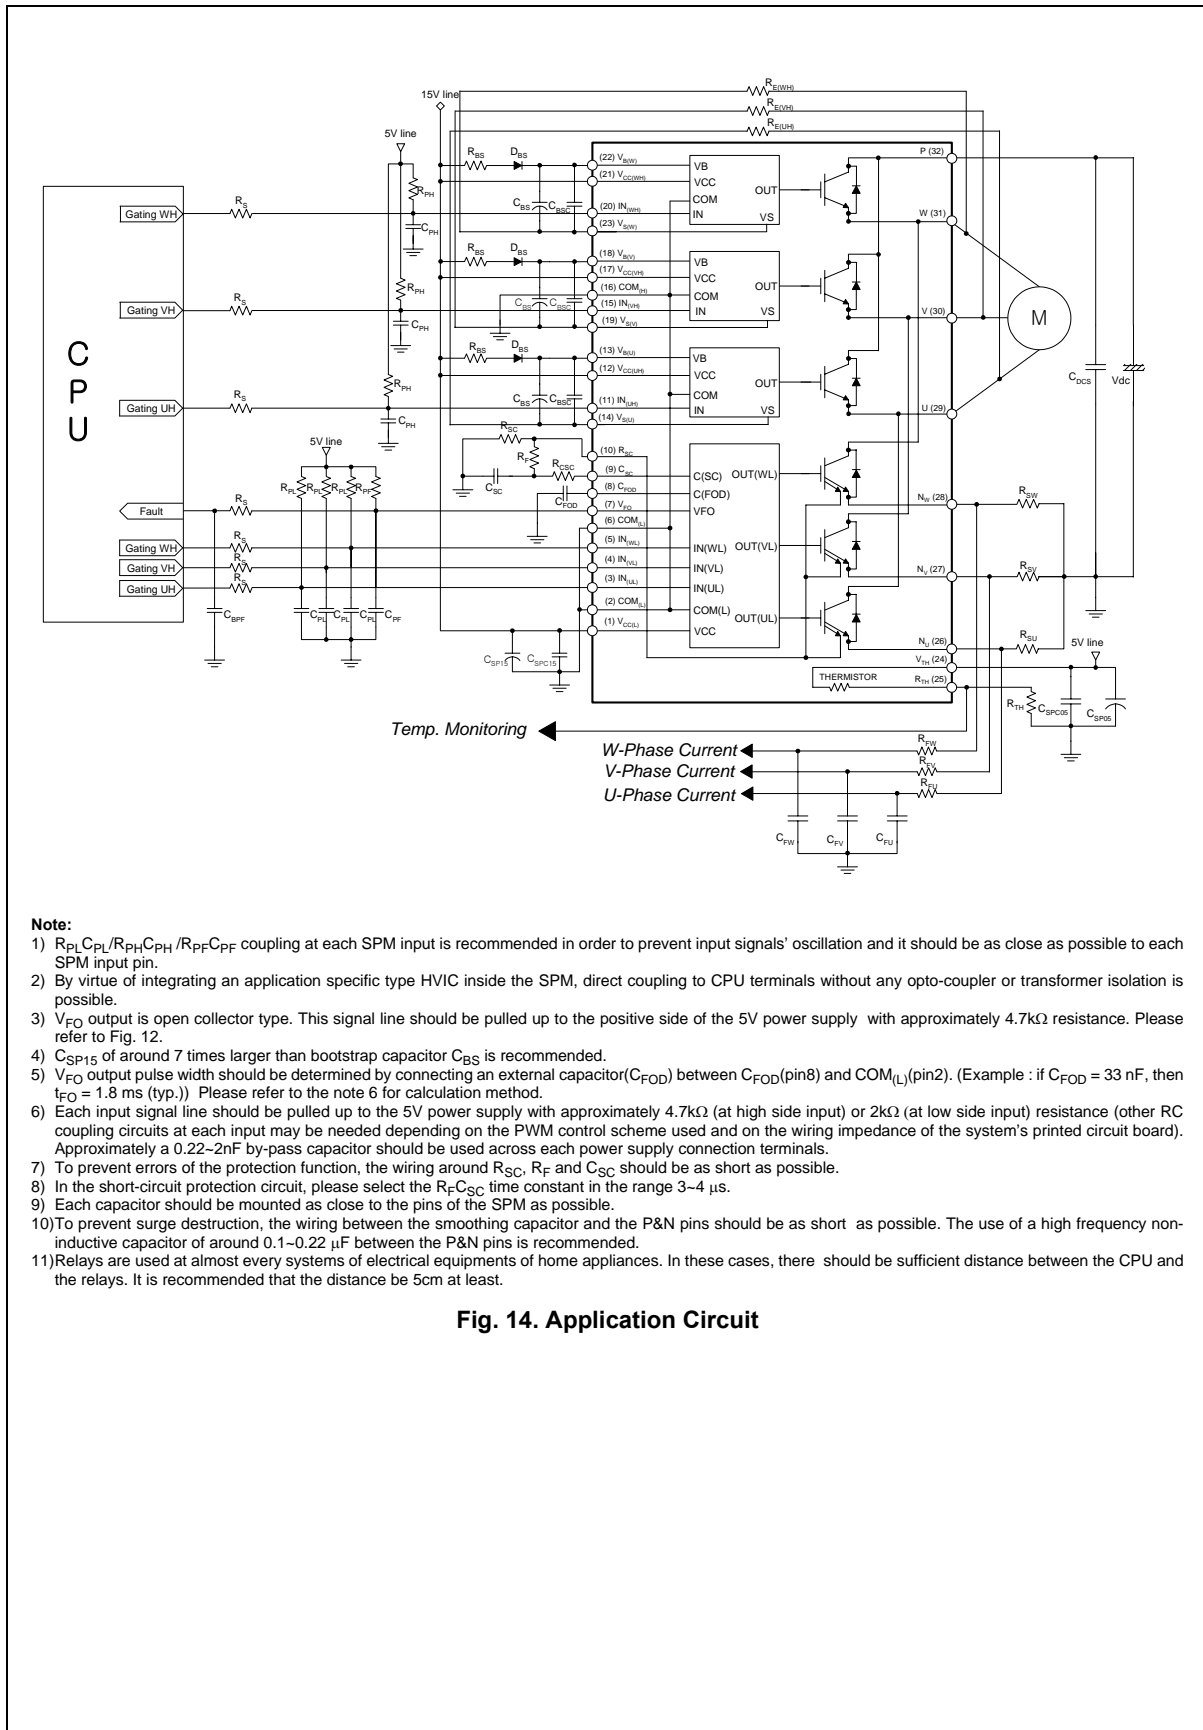 R_E(WH)
R_E(VH)
R_E(UH)
15V line
5V line
R_BS
D_BS
(22) V_B(W)
(21) V_CC(WH)
(20) IN_(WH)
(23) V_S(W)
VB
VCC
COM
IN
OUT
VS
P (32)
W (31)
Gating WH
R_S
R_PH
C_PH
C_BS
C_BSC
R_BS
D_BS
(18) V_B(V)
(17) V_CC(VH)
(16) COM_(H)
(15) IN_(VH)
(19) V_S(V)
VB
VCC
COM
IN
OUT
VS
V (30)
M
Gating VH
R_S
R_PH
C_PH
C_BS
C_BSC
CPU
R_BS
D_BS
(13) V_B(U)
(12) V_CC(UH)
(11) IN_(UH)
(14) V_S(U)
VB
VCC
COM
IN
OUT
VS
U (29)
C_DCS
Vdc
Gating UH
R_S
R_PH
C_PH
C_BS
C_BSC
R_SC
R_F
C_SC
R_CSC
C_FOD
(10) R_SC
(9) C_SC
(8) C_FOD
(7) V_FO
(6) COM_(L)
(5) IN_(WL)
(4) IN_(VL)
(3) IN_(UL)
(2) COM_(L)
(1) V_CC(L)
C(SC)
C(FOD)
VFO
IN(WL)
IN(VL)
IN(UL)
COM(L)
VCC
OUT(WL)
OUT(VL)
OUT(UL)
N_W (28)
N_V (27)
N_U (26)
V_TH (24)
R_TH (25)
THERMISTOR
R_SW
R_SV
R_SU
5V line
R_PL
R_PL
R_PL
R_PF
Fault
R_S
Gating WH
R_S
Gating VH
R_S
Gating UH
R_S
C_BPF
C_PL
C_PL
C_PL
C_PF
C_SP15
C_SPC15
5V line
R_TH
C_SPC05
C_SP05
Temp. Monitoring
W-Phase Current
V-Phase Current
U-Phase Current
R_FW
R_FV
R_FU
C_FW
C_FV
C_FU
Note:
1) R_PLC_PL/R_PHC_PH /R_PFC_PF coupling at each SPM input is recommended in order to prevent input signals' oscillation and it should be as close as possible to each
SPM input pin.
2) By virtue of integrating an application specific type HVIC inside the SPM, direct coupling to CPU terminals without any opto-coupler or transformer isolation is
possible.
3) V_FO output is open collector type. This signal line should be pulled up to the positive side of the 5V power supply with approximately 4.7kΩ resistance. Please
refer to Fig. 12.
4) C_SP15 of around 7 times larger than bootstrap capacitor C_BS is recommended.
5) V_FO output pulse width should be determined by connecting an external capacitor(C_FOD) between C_FOD(pin8) and COM_(L)(pin2). (Example : if C_FOD = 33 nF, then
t_FO = 1.8 ms (typ.)) Please refer to the note 6 for calculation method.
6) Each input signal line should be pulled up to the 5V power supply with approximately 4.7kΩ (at high side input) or 2kΩ (at low side input) resistance (other RC
coupling circuits at each input may be needed depending on the PWM control scheme used and on the wiring impedance of the system's printed circuit board).
Approximately a 0.22~2nF by-pass capacitor should be used across each power supply connection terminals.
7) To prevent errors of the protection function, the wiring around R_SC, R_F and C_SC should be as short as possible.
8) In the short-circuit protection circuit, please select the R_FC_SC time constant in the range 3~4 μs.
9) Each capacitor should be mounted as close to the pins of the SPM as possible.
10)To prevent surge destruction, the wiring between the smoothing capacitor and the P&N pins should be as short as possible. The use of a high frequency non-
inductive capacitor of around 0.1~0.22 μF between the P&N pins is recommended.
11)Relays are used at almost every systems of electrical equipments of home appliances. In these cases, there should be sufficient distance between the CPU and
the relays. It is recommended that the distance be 5cm at least.
Fig. 14. Application Circuit